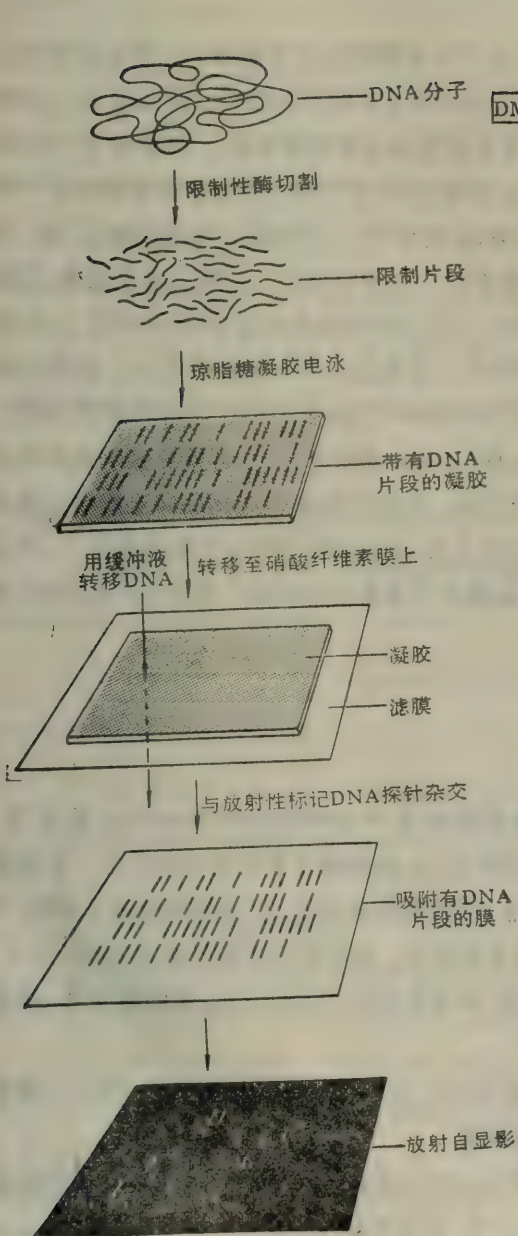 DNA分子
DM
限制性酶切割
限制片段
琼脂糖凝胶电泳
带有DNA
片段的凝胶
用缓冲液
转移DNA
转移至硝酸纤维素膜上
凝胶
滤膜
与放射性标记DNA探针杂交
吸附有DNA
片段的膜
放射自显影